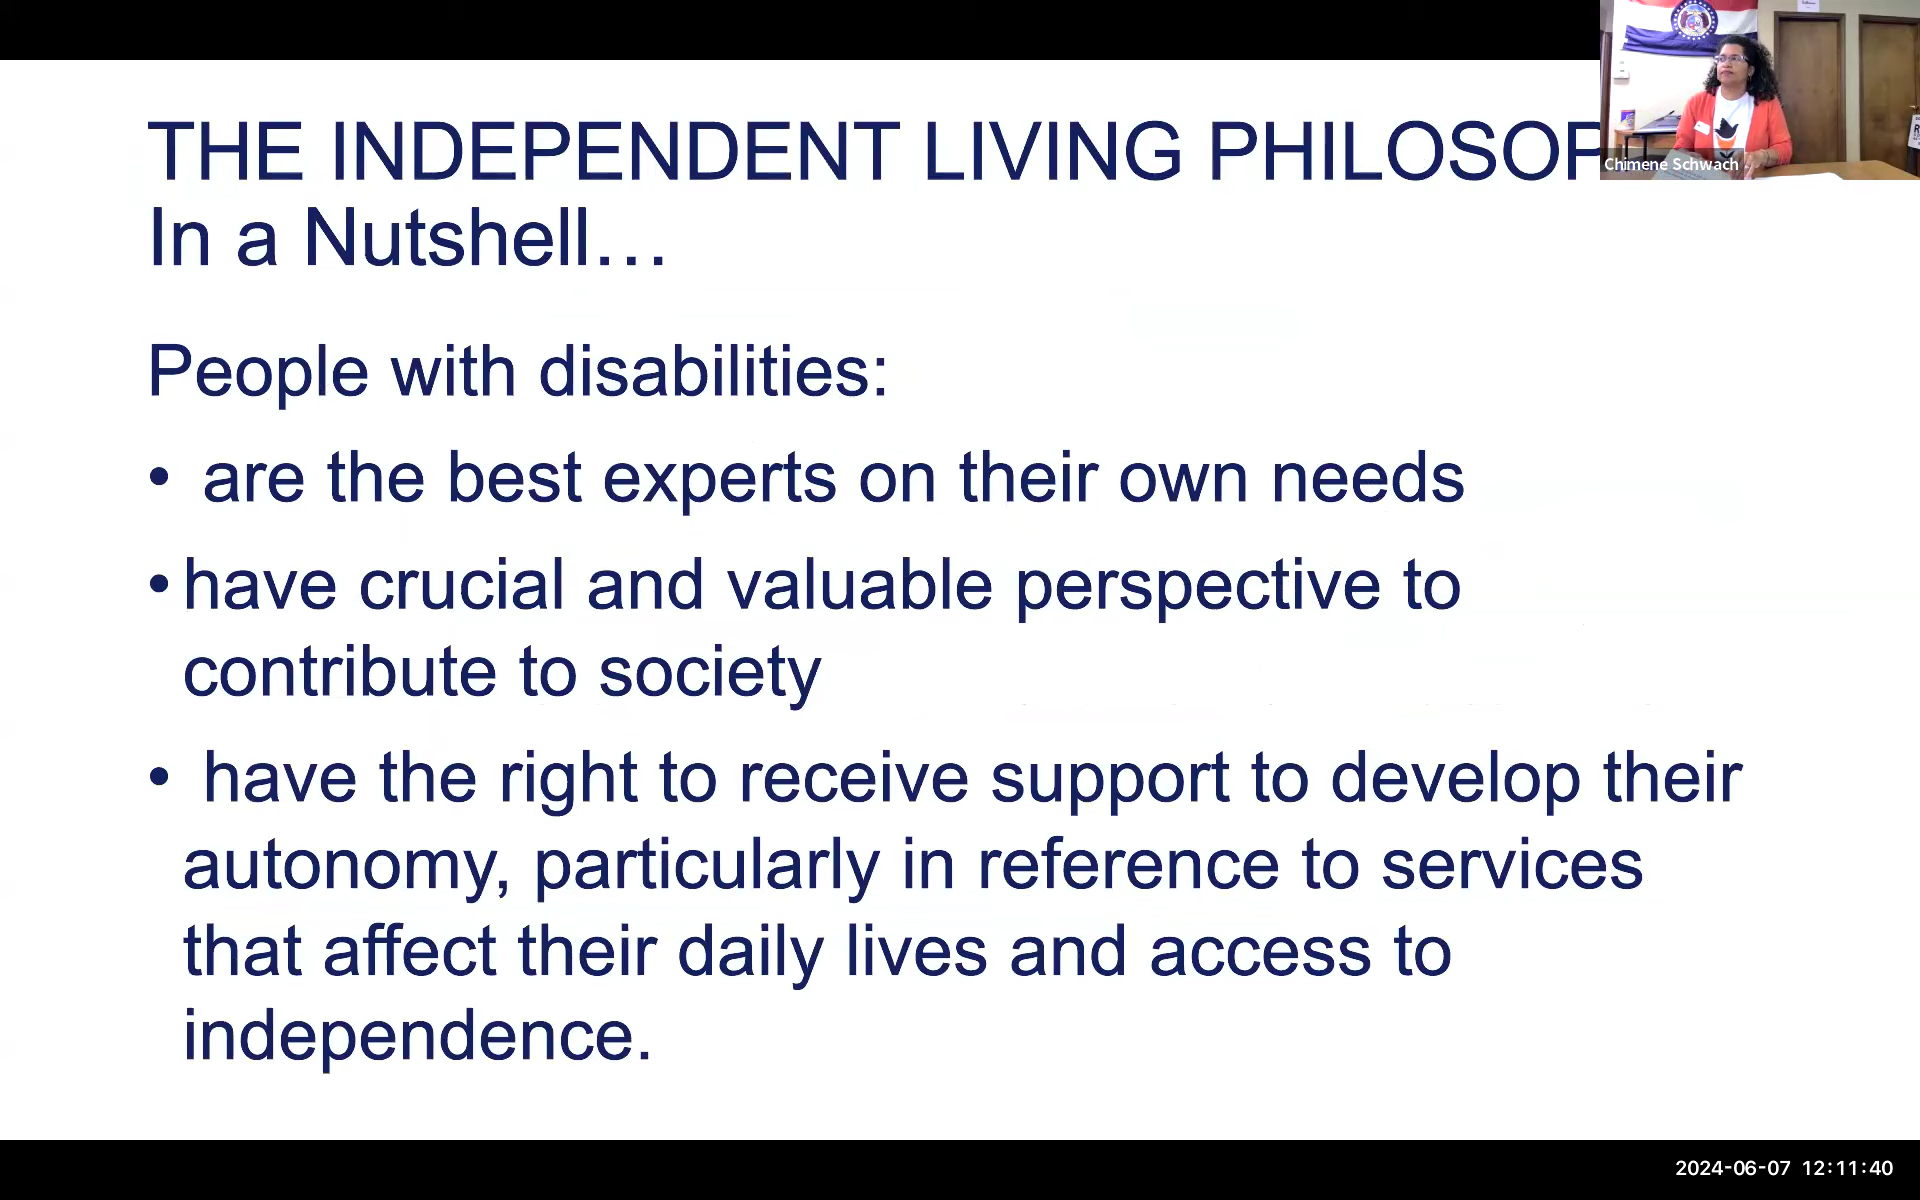 THE INDEPENDENT LIVING PHILOSOP
In a Nutshell…
Chimene Schwach
People with disabilities:
• are the best experts on their own needs
• have crucial and valuable perspective to
contribute to society
• have the right to receive support to develop their
autonomy, particularly in reference to services
that affect their daily lives and access to
independence.
2024-06-07 12:11:40